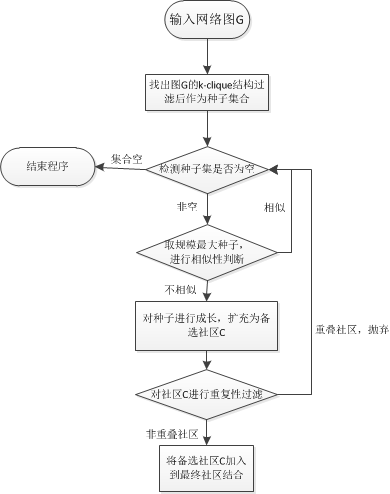 输入网络图G
找出图G的k-clique结构过
滤后作为种子集合
检测种子集是否为空
集合空
结束程序
非空
相似
取规模最大种子，
进行相似性判断
不相似
对种子进行成长，扩充为备
选社区C
重叠社区，抛弃
对社区C进行重复性过滤
非重叠社区
将备选社区C加入
到最终社区结合